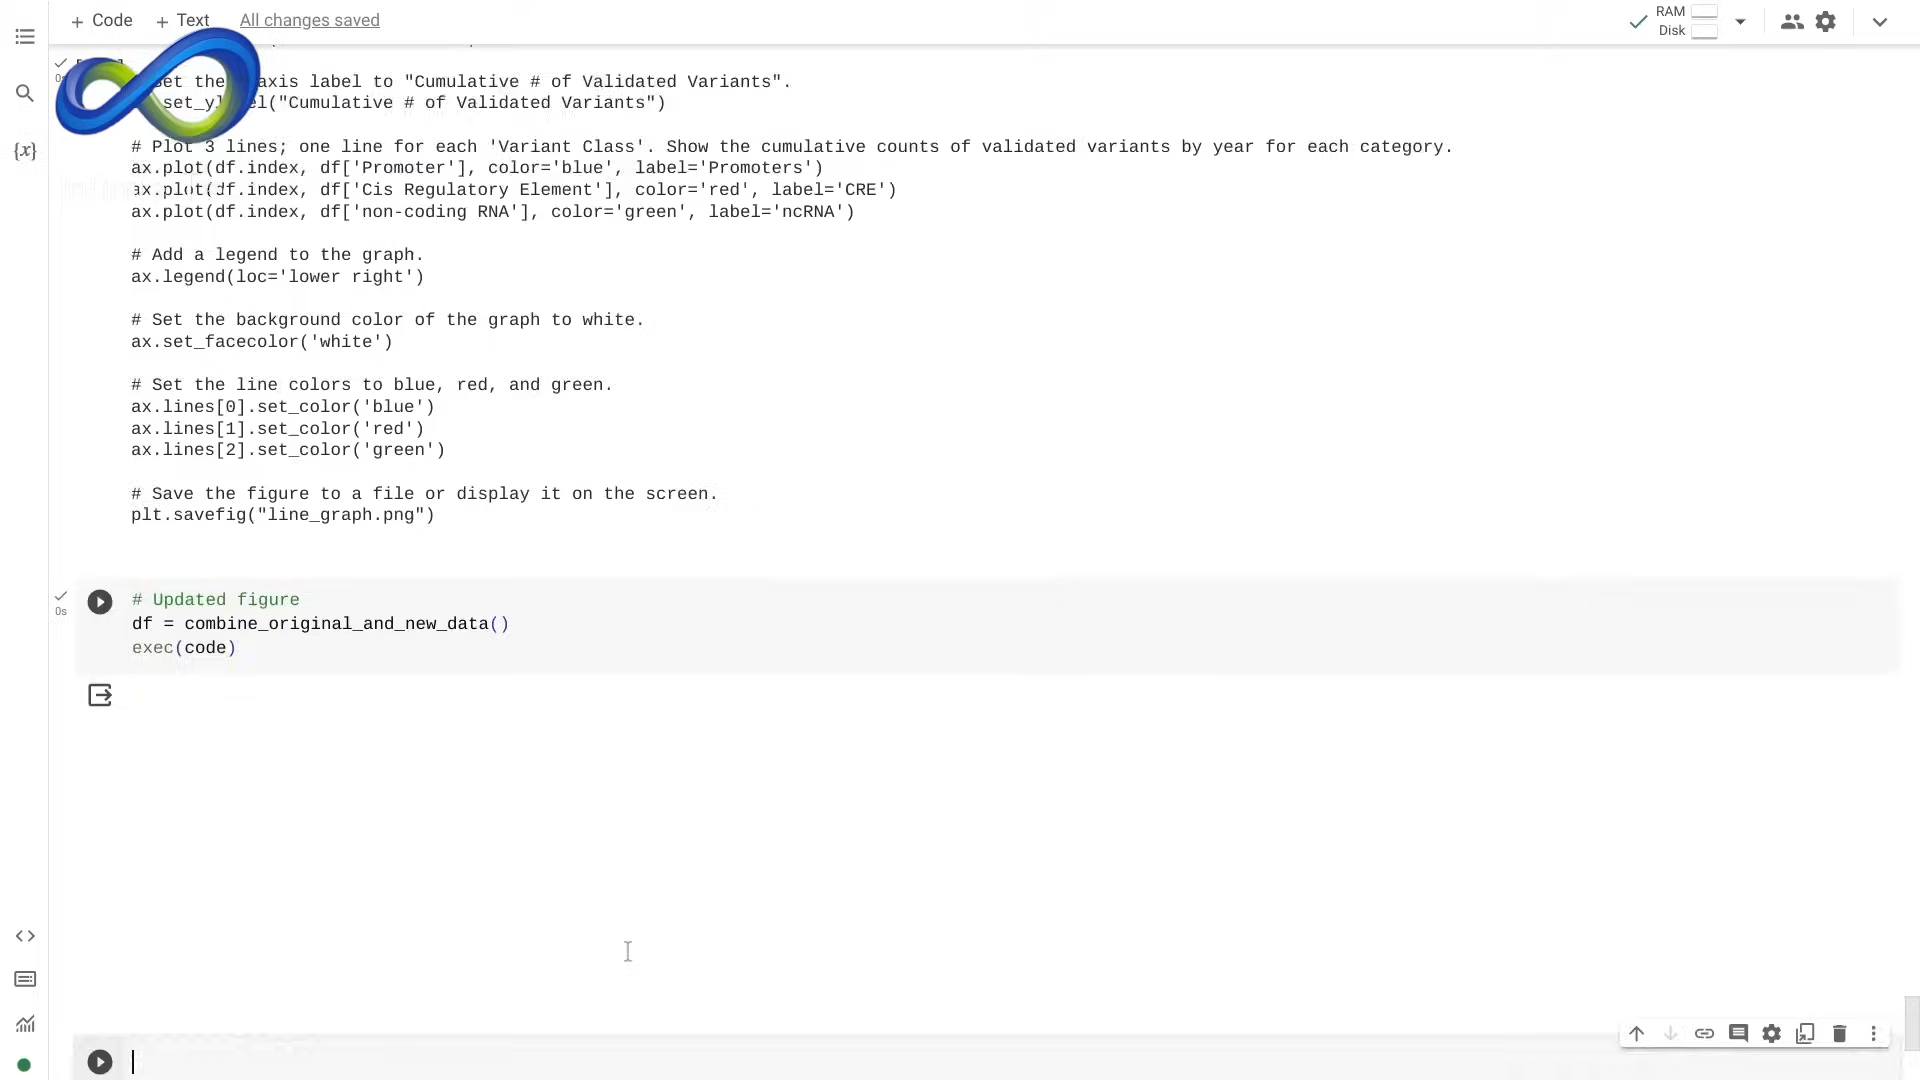 + Code + Text All changes saved
RAM
Disk
0s
et the axis label to "Cumulative # of Validated Variants".
set_yl el("Cumulative # of Validated Variants")
{x}
# Plot 3 lines; one line for each 'Variant Class'. Show the cumulative counts of validated variants by year for each category.
ax.plot(df.index, df['Promoter'], color='blue', label='Promoters')
ax.plot(df.index, df['Cis Regulatory Element'], color='red', label='CRE')
ax.plot(df.index, df['non-coding RNA'], color='green', label='ncRNA')
# Add a legend to the graph.
ax.legend(loc='lower right')
# Set the background color of the graph to white.
ax.set_facecolor('white')
# Set the line colors to blue, red, and green.
ax.lines[0].set_color('blue')
ax.lines[1].set_color('red')
ax.lines[2].set_color('green')
# Save the figure to a file or display it on the screen.
plt.savefig("line_graph.png")
0s
# Updated figure
df = combine_original_and_new_data()
exec(code)